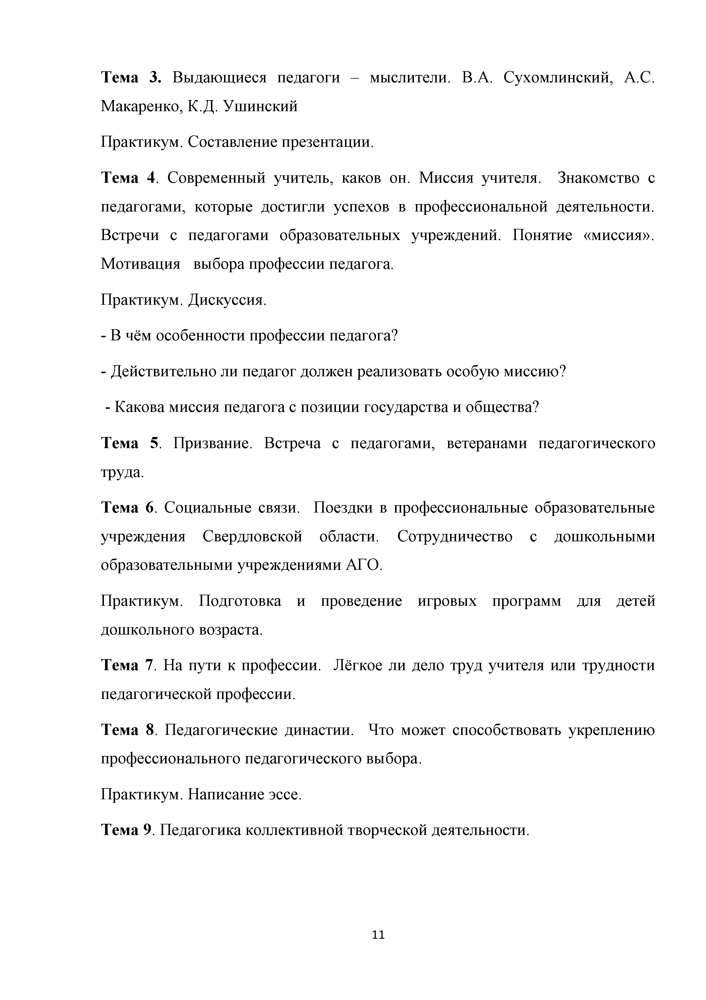 Тема 3. Выдающиеся педагоги – мыслители. В.А. Сухомлинский, А.С.
Макаренко, К.Д. Ушинский
Практикум. Составление презентации.
Тема 4. Современный учитель, каков он. Миссия учителя. Знакомство с
педагогами, которые достигли успехов в профессиональной деятельности.
Встречи с педагогами образовательных учреждений. Понятие «миссия».
Мотивация выбора профессии педагога.
Практикум. Дискуссия.
- В чём особенности профессии педагога?
- Действительно ли педагог должен реализовать особую миссию?
- Какова миссия педагога с позиции государства и общества?
Тема 5. Призвание. Встреча с педагогами, ветеранами педагогического
труда.
Тема 6. Социальные связи. Поездки в профессиональные образовательные
учреждения Свердловской области. Сотрудничество с дошкольными
образовательными учреждениями АГО.
Практикум. Подготовка и проведение игровых программ для детей
дошкольного возраста.
Тема 7. На пути к профессии. Лёгкое ли дело труд учителя или трудности
педагогической профессии.
Тема 8. Педагогические династии. Что может способствовать укреплению
профессионального педагогического выбора.
Практикум. Написание эссе.
Тема 9. Педагогика коллективной творческой деятельности.
11